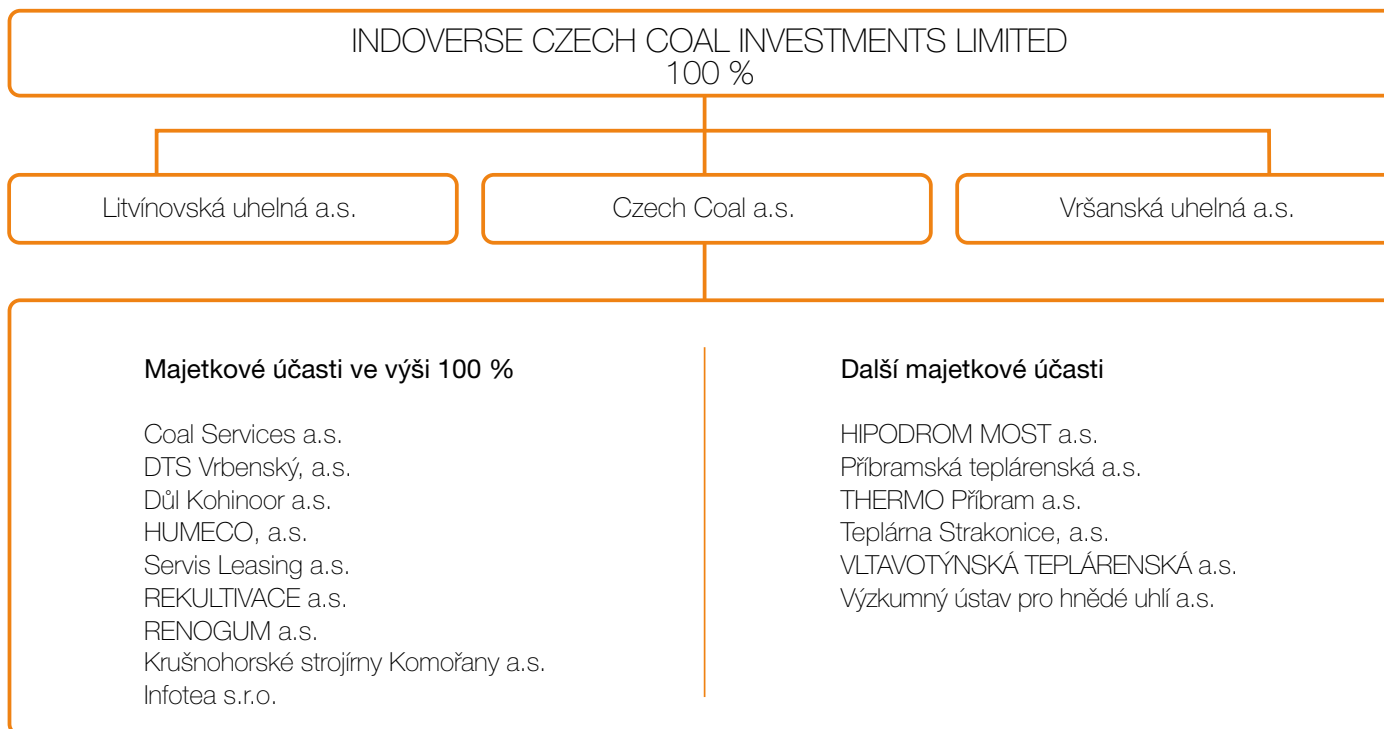 INDOVERSE CZECH COAL INVESTMENTS LIMITED
100 %
Litvínovská uhelná a.s.
Czech Coal a.s.
Vršanská uhelná a.s.
Majetkové účasti ve výši 100 %
Coal Services a.s.
DTS Vrbenský, a.s.
Důl Kohinoor a.s.
HUMECO, a.s.
Servis Leasing a.s.
REKULTIVACE a.s.
RENOGUM a.s.
Krušnohorské strojírny Komořany a.s.
Infotea s.r.o.
Další majetkové účasti
HIPODROM MOST a.s.
Příbramská teplárenská a.s.
THERMO Příbram a.s.
Teplárna Strakonice, a.s.
VLTAVOTÝNSKÁ TEPLÁRENSKÁ a.s.
Výzkumný ústav pro hnědé uhlí a.s.